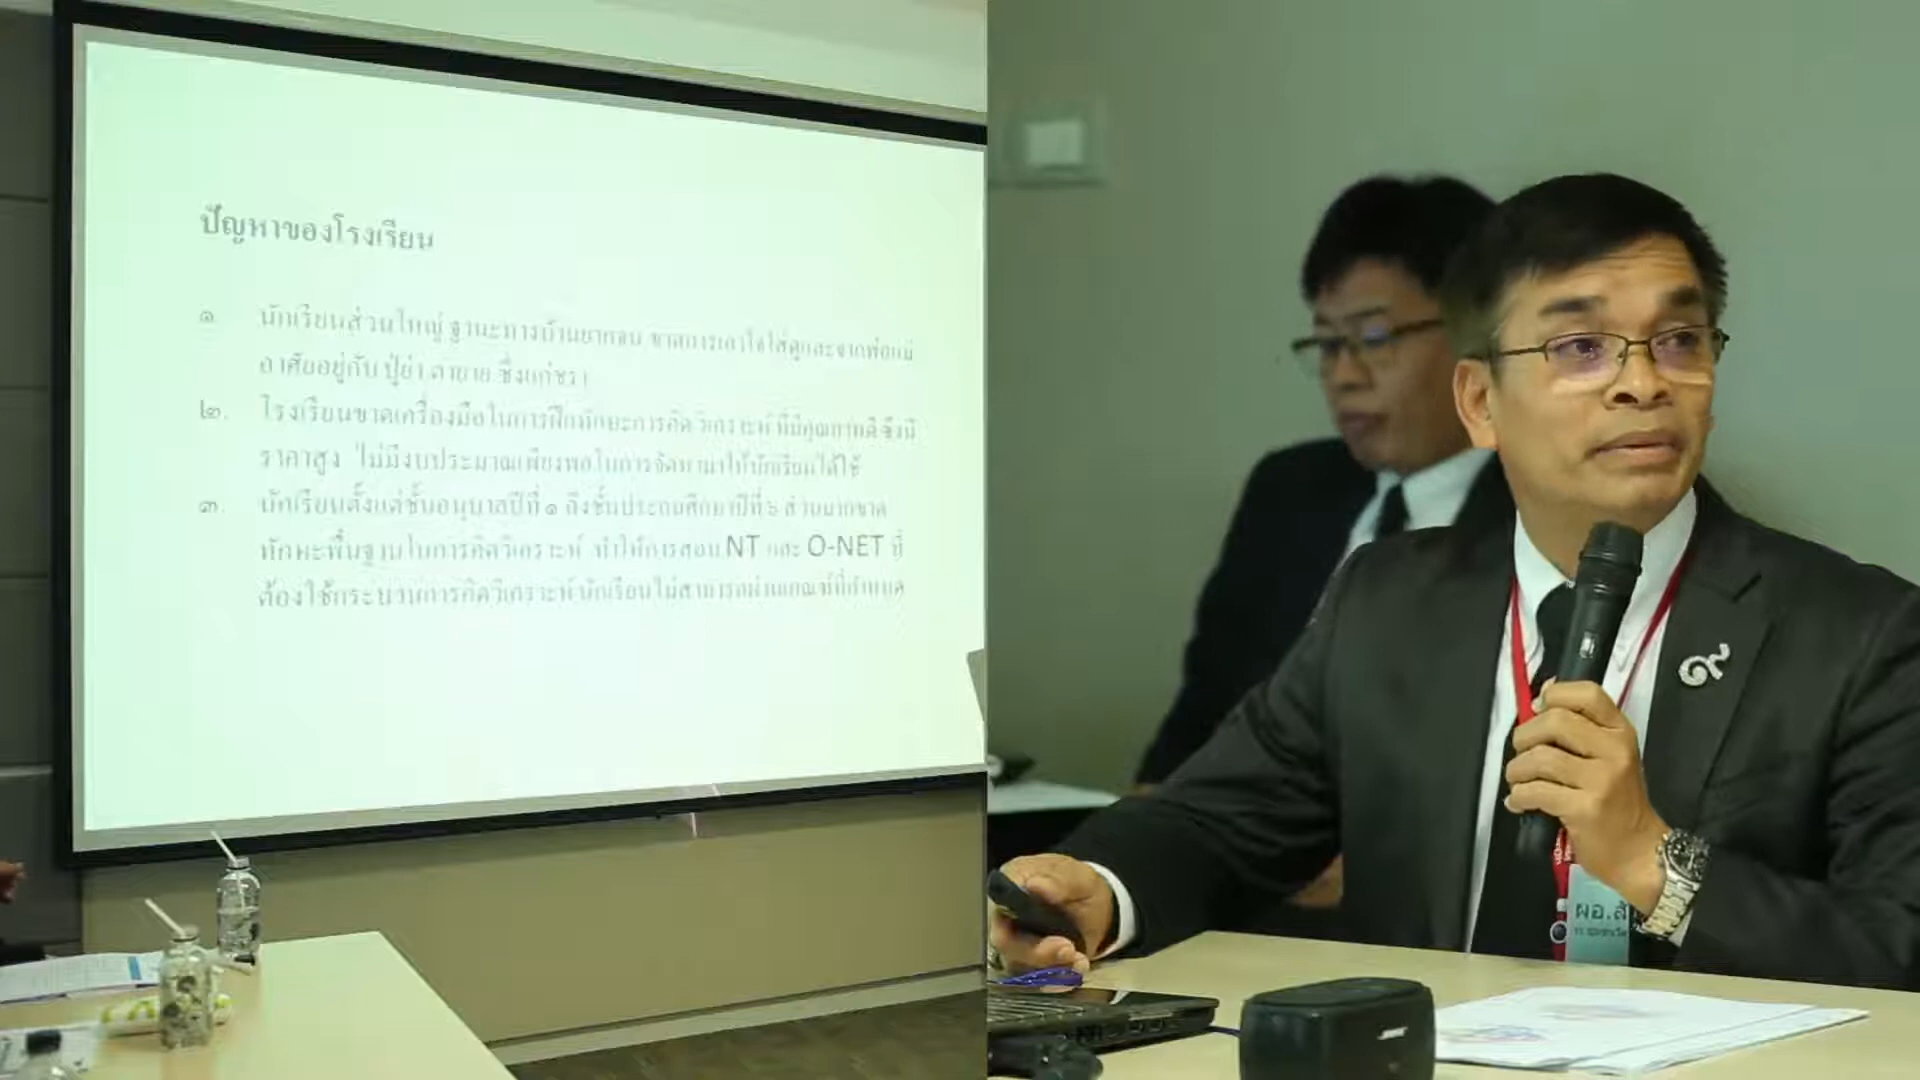 ปัญหาของโรงเรียน
๑ นักเรียนส่วนใหญ่ ฐานะทางบ้านยากจน ขาดการเอาใจใส่ดูแลจากพ่อแม่
อาศัยอยู่กับ ปู่ย่า ตายาย ซึ่งแก่ชรา
๒. โรงเรียนขาดเครื่องมือในการฝึกทักษะการคิดวิเคราะห์ ที่มีคุณภาพดี ซึ่งมี
ราคาสูง ไม่มีงบประมาณเพียงพอในการจัดหามาให้นักเรียนได้ใช้
๓. นักเรียนตั้งแต่ชั้นอนุบาลปีที่ ๑ ถึงชั้นประถมศึกษาปีที่ ๖ ส่วนมากขาด
ทักษะพื้นฐานในการคิดวิเคราะห์ ทำให้การสอบ NT และ O-NET ที่
ต้องใช้กระบวนการคิดวิเคราะห์ นักเรียนไม่สามารถผ่านเกณฑ์ที่กำหนด
๙
ผอ.สั
BOSE